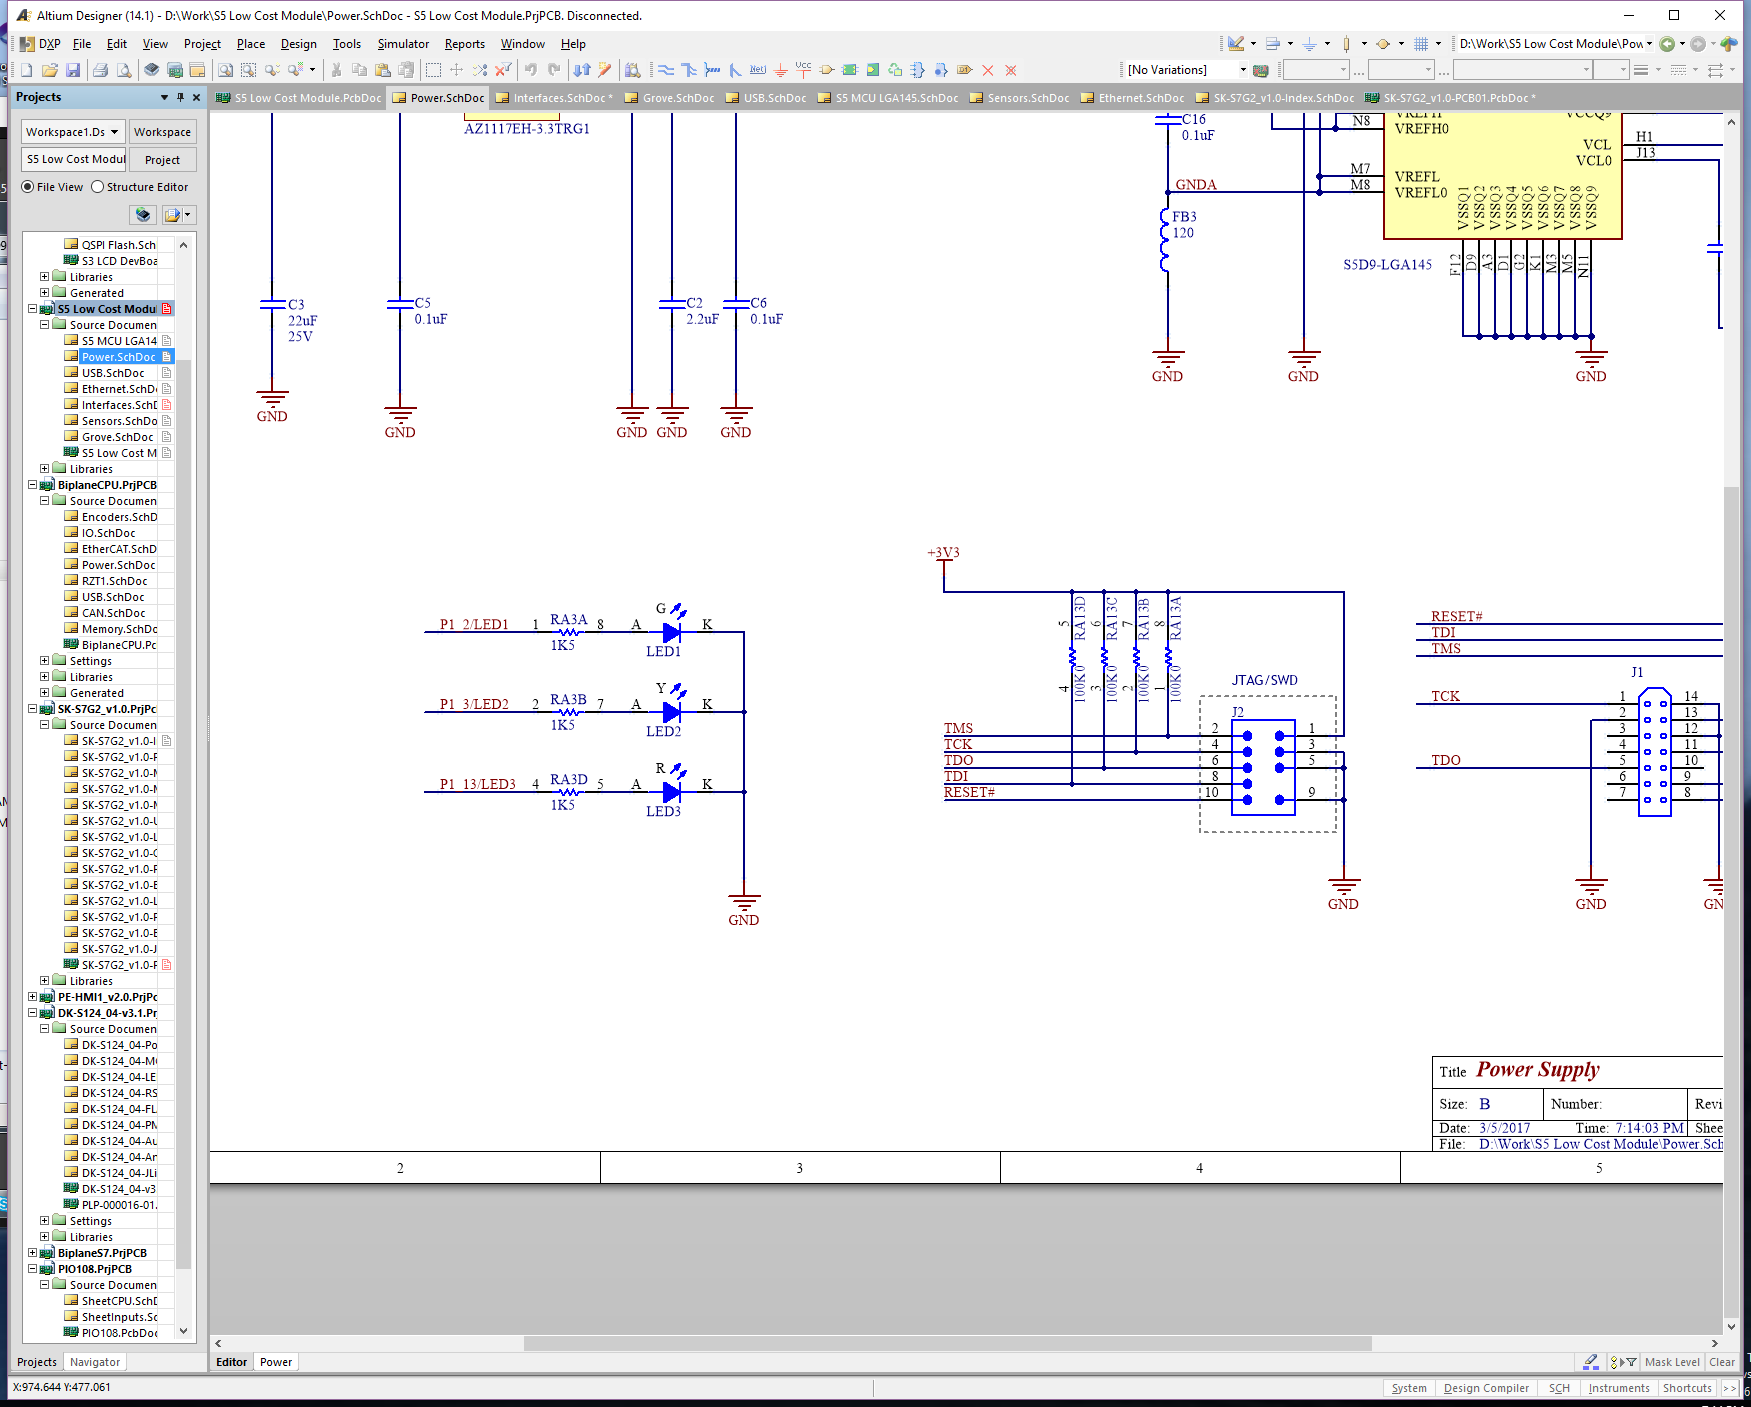 Altium Designer (14.1) - D:\Work\S5 Low Cost Module\Power.SchDoc - S5 Low Cost Module.PrjPCB. Disconnected.
DXP File Edit View Project Place Design Tools Simulator Reports Window Help
D:\Work\S5 Low Cost Module\Pow
[No Variations]
Projects
S5 Low Cost Module.PcbDoc Power.SchDoc Interfaces.SchDoc * Grove.SchDoc USB.SchDoc S5 MCU LGA145.SchDoc Sensors.SchDoc Ethernet.SchDoc SK-S7G2_v1.0-Index.SchDoc SK-S7G2_v1.0-PCB01.PcbDoc *
Workspace1.Ds Workspace
S5 Low Cost Modul Project
File View Structure Editor
QSPI Flash.Sch
S3 LCD DevBoa
Libraries
Generated
S5 Low Cost Modu
Source Documen
S5 MCU LGA14
Power.SchDoc
USB.SchDoc
Ethernet.SchD
Interfaces.SchD
Sensors.SchDo
Grove.SchDoc
S5 Low Cost M
Libraries
BiplaneCPU.PrjPCB
Source Documen
Encoders.SchD
IO.SchDoc
EtherCAT.SchD
Power.SchDoc
RZT1.SchDoc
USB.SchDoc
CAN.SchDoc
Memory.SchDo
BiplaneCPU.Pc
Settings
Libraries
Generated
SK-S7G2_v1.0.PrjPc
Source Documen
SK-S7G2_v1.0-I
SK-S7G2_v1.0-F
SK-S7G2_v1.0-M
SK-S7G2_v1.0-M
SK-S7G2_v1.0-M
SK-S7G2_v1.0-U
SK-S7G2_v1.0-L
SK-S7G2_v1.0-C
SK-S7G2_v1.0-P
SK-S7G2_v1.0-E
SK-S7G2_v1.0-L
SK-S7G2_v1.0-P
SK-S7G2_v1.0-E
SK-S7G2_v1.0-J
SK-S7G2_v1.0-F
Libraries
PE-HMI1_v2.0.PrjPc
DK-S124_04-v3.1.Pr
Source Documen
DK-S124_04-Po
DK-S124_04-M
DK-S124_04-LE
DK-S124_04-RS
DK-S124_04-FL
DK-S124_04-PM
DK-S124_04-Au
DK-S124_04-Ar
DK-S124_04-JLi
DK-S124_04-v3
PLP-000016-01.
Settings
Libraries
BiplaneS7.PrjPCB
PIO108.PrjPCB
Source Documen
SheetCPU.SchD
SheetInputs.Sc
PIO108.PcbDoc
Projects Navigator
AZ1117EH-3.3TRG1
C3
22uF
25V
GND
C5
0.1uF
GND
GND
C2
2.2uF
GND
C6
0.1uF
GND
C16
0.1uF
GNDA
FB3
120
GND
GND
N8 VREFH0
M7 VREFL
M8 VREFL0
VCL H1
VCL0 J13
VSSQ1 VSSQ2 VSSQ3 VSSQ4 VSSQ5 VSSQ6 VSSQ7 VSSQ8 VSSQ9
F12 D9 A3 D1 G2 K1 M3 M5 N11
S5D9-LGA145
GND
P1_2/LED1 1 RA3A 8 A G K
1K5 LED1
P1_3/LED2 2 RA3B 7 A Y K
1K5 LED2
P1_13/LED3 4 RA3D 5 A R K
1K5 LED3
GND
+3V3
5 RA13D 4 100K0
6 RA13C 3 100K0
7 RA13B 2 100K0
8 RA13A 1 100K0
JTAG/SWD
J2
TMS 2 1
TCK 4 3
TDO 6 5
TDI 8
RESET# 10 9
GND
RESET#
TDI
TMS
J1
TCK 1 14
2 13
3 12
4 11
TDO 5 10
6 9
7 8
GND
GN
Title Power Supply
Size: B Number: Revi
Date: 3/5/2017 Time: 7:14:03 PM Shee
File: D:\Work\S5 Low Cost Module\Power.Sch
2 3 4 5
Editor Power
Mask Level Clear
X:974.644 Y:477.061
System Design Compiler SCH Instruments Shortcuts >>